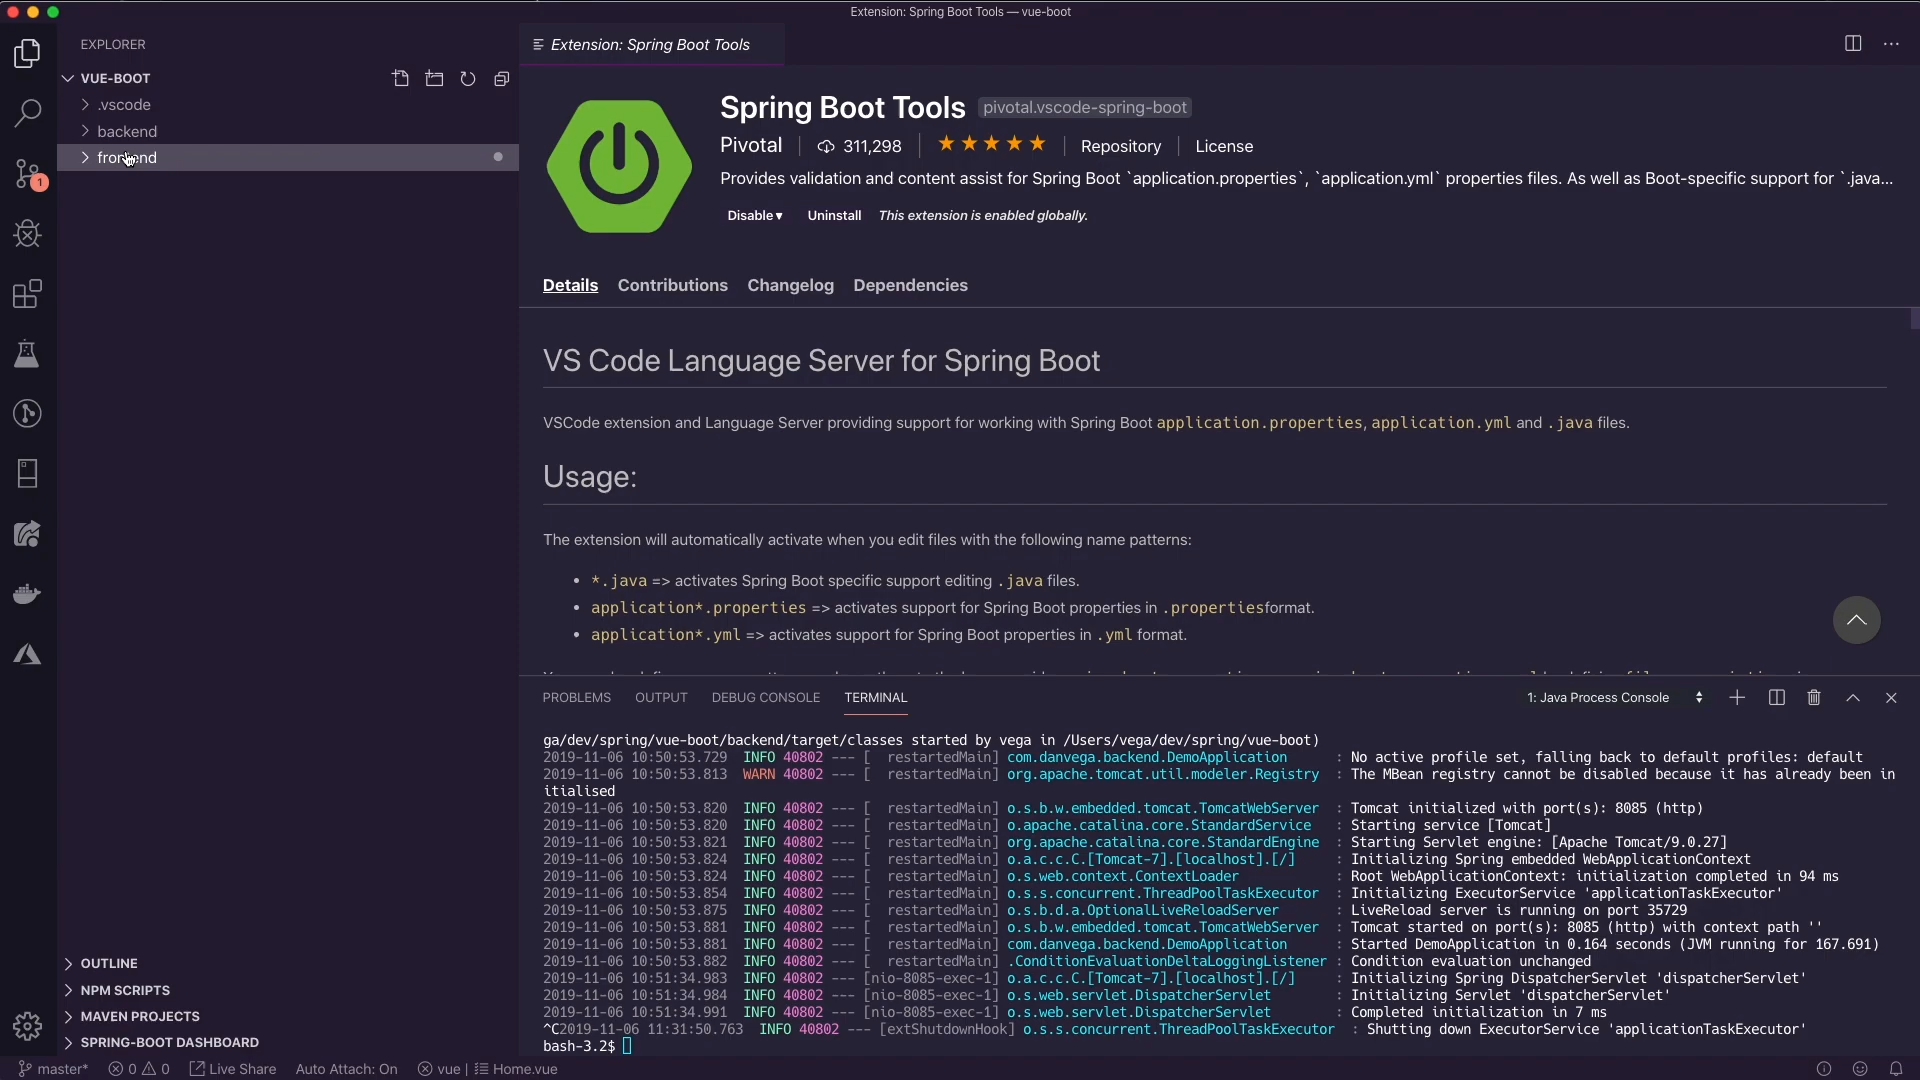 Extension: Spring Boot Tools — vue-boot
EXPLORER
VUE-BOOT
.vscode
backend
frontend
1
Extension: Spring Boot Tools
Spring Boot Tools pivotal.vscode-spring-boot
Pivotal 311,298 ★★★★★ Repository License
Provides validation and content assist for Spring Boot `application.properties`, `application.yml` properties files. As well as Boot-specific support for `.java...
Disable▾ Uninstall This extension is enabled globally.
Details Contributions Changelog Dependencies
VS Code Language Server for Spring Boot
VSCode extension and Language Server providing support for working with Spring Boot application.properties, application.yml and .java files.
Usage:
The extension will automatically activate when you edit files with the following name patterns:
• *.java => activates Spring Boot specific support editing .java files.
• application*.properties => activates support for Spring Boot properties in .propertiesformat.
• application*.yml => activates support for Spring Boot properties in .yml format.
PROBLEMS OUTPUT DEBUG CONSOLE TERMINAL 1: Java Process Console
ga/dev/spring/vue-boot/backend/target/classes started by vega in /Users/vega/dev/spring/vue-boot)
2019-11-06 10:50:53.729 INFO 40802 --- [ restartedMain] com.danvega.backend.DemoApplication : No active profile set, falling back to default profiles: default
2019-11-06 10:50:53.813 WARN 40802 --- [ restartedMain] org.apache.tomcat.util.modeler.Registry : The MBean registry cannot be disabled because it has already been in
itialised
2019-11-06 10:50:53.820 INFO 40802 --- [ restartedMain] o.s.b.w.embedded.tomcat.TomcatWebServer : Tomcat initialized with port(s): 8085 (http)
2019-11-06 10:50:53.820 INFO 40802 --- [ restartedMain] o.apache.catalina.core.StandardService : Starting service [Tomcat]
2019-11-06 10:50:53.821 INFO 40802 --- [ restartedMain] org.apache.catalina.core.StandardEngine : Starting Servlet engine: [Apache Tomcat/9.0.27]
2019-11-06 10:50:53.824 INFO 40802 --- [ restartedMain] o.a.c.c.C.[Tomcat-7].[localhost].[/] : Initializing Spring embedded WebApplicationContext
2019-11-06 10:50:53.824 INFO 40802 --- [ restartedMain] o.s.web.context.ContextLoader : Root WebApplicationContext: initialization completed in 94 ms
2019-11-06 10:50:53.854 INFO 40802 --- [ restartedMain] o.s.s.concurrent.ThreadPoolTaskExecutor : Initializing ExecutorService 'applicationTaskExecutor'
2019-11-06 10:50:53.875 INFO 40802 --- [ restartedMain] o.s.b.d.a.OptionalLiveReloadServer : LiveReload server is running on port 35729
2019-11-06 10:50:53.881 INFO 40802 --- [ restartedMain] o.s.b.w.embedded.tomcat.TomcatWebServer : Tomcat started on port(s): 8085 (http) with context path ''
2019-11-06 10:50:53.881 INFO 40802 --- [ restartedMain] com.danvega.backend.DemoApplication : Started DemoApplication in 0.164 seconds (JVM running for 167.691)
2019-11-06 10:50:53.882 INFO 40802 --- [ restartedMain] .ConditionEvaluationDeltaLoggingListener : Condition evaluation unchanged
2019-11-06 10:51:34.983 INFO 40802 --- [nio-8085-exec-1] o.a.c.c.C.[Tomcat-7].[localhost].[/] : Initializing Spring DispatcherServlet 'dispatcherServlet'
2019-11-06 10:51:34.984 INFO 40802 --- [nio-8085-exec-1] o.s.web.servlet.DispatcherServlet : Initializing Servlet 'dispatcherServlet'
2019-11-06 10:51:34.991 INFO 40802 --- [nio-8085-exec-1] o.s.web.servlet.DispatcherServlet : Completed initialization in 7 ms
^C2019-11-06 11:31:50.763 INFO 40802 --- [extShutdownHook] o.s.s.concurrent.ThreadPoolTaskExecutor : Shutting down ExecutorService 'applicationTaskExecutor'
bash-3.2$
OUTLINE
NPM SCRIPTS
MAVEN PROJECTS
SPRING-BOOT DASHBOARD
master* 0 0 Live Share Auto Attach: On vue | Home.vue